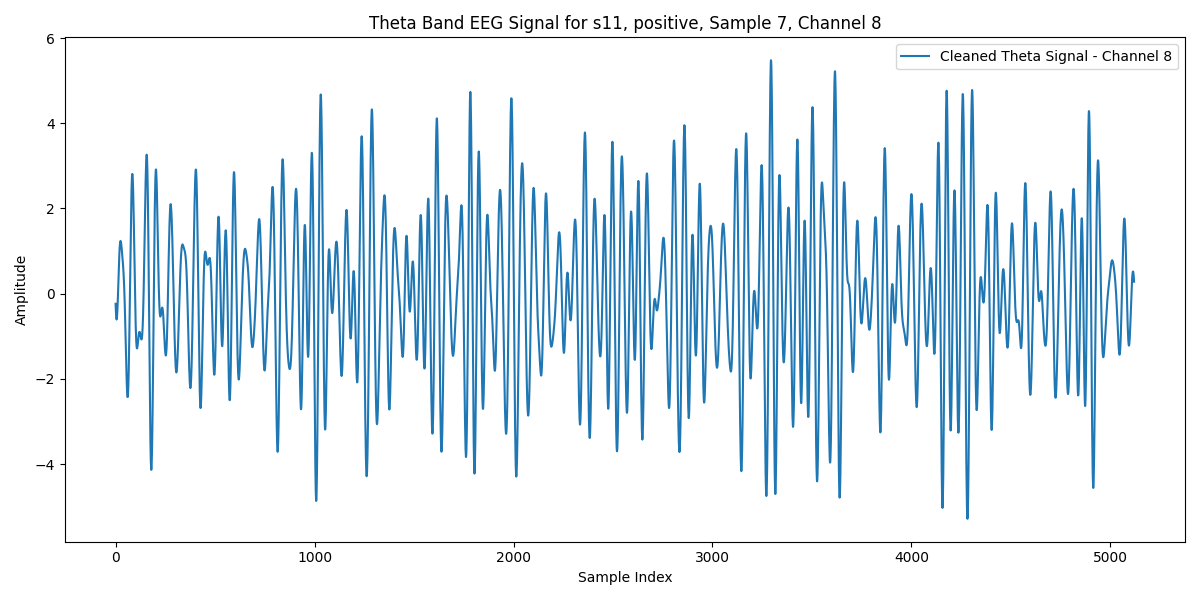 Theta Band EEG Signal for s11, positive, Sample 7, Channel 8
Cleaned Theta Signal - Channel 8
Amplitude
6
4
2
0
−2
−4
0 1000 2000 3000 4000 5000
Sample Index